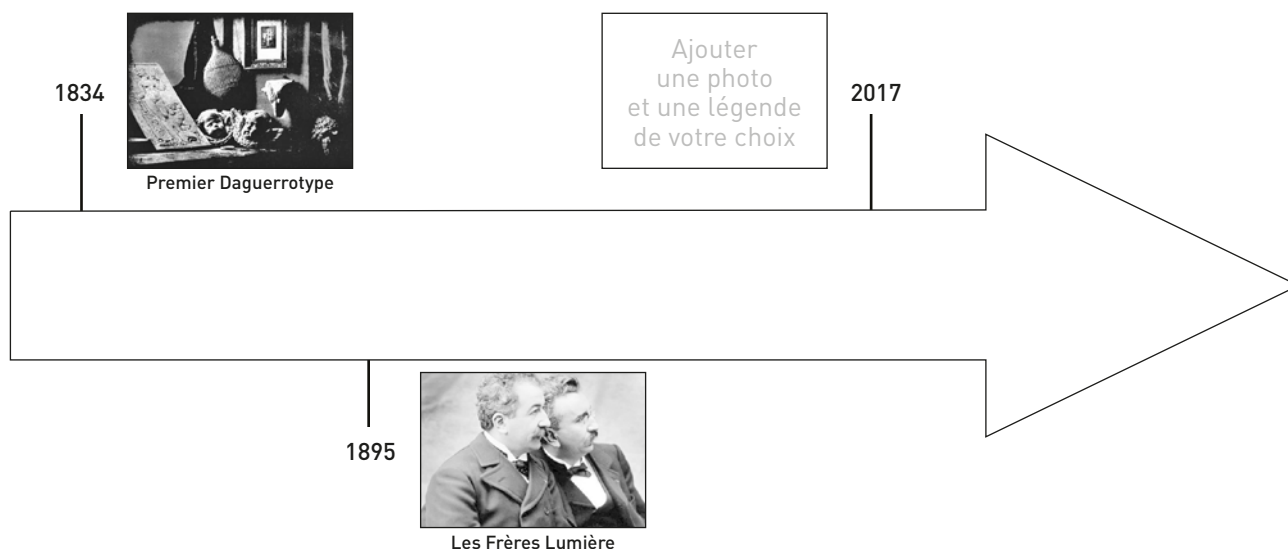 1834
Premier Daguerrotype
Ajouter
une photo
et une légende
de votre choix
2017
1895
Les Frères Lumière